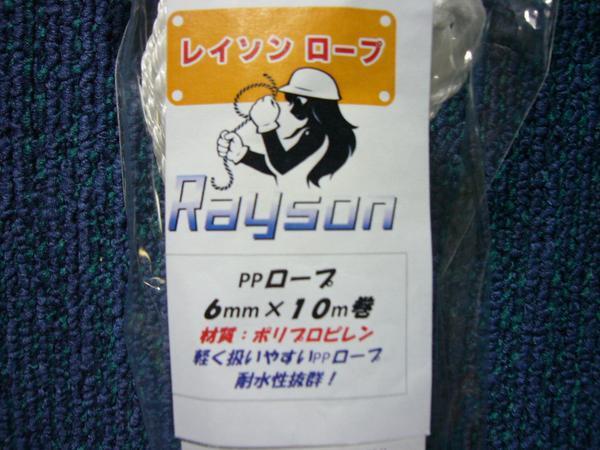 レイソン ロープ
Rayson
PPロープ
6mm×10m巻
材質：ポリプロピレン
軽く扱いやすいPPロープ
耐水性抜群！